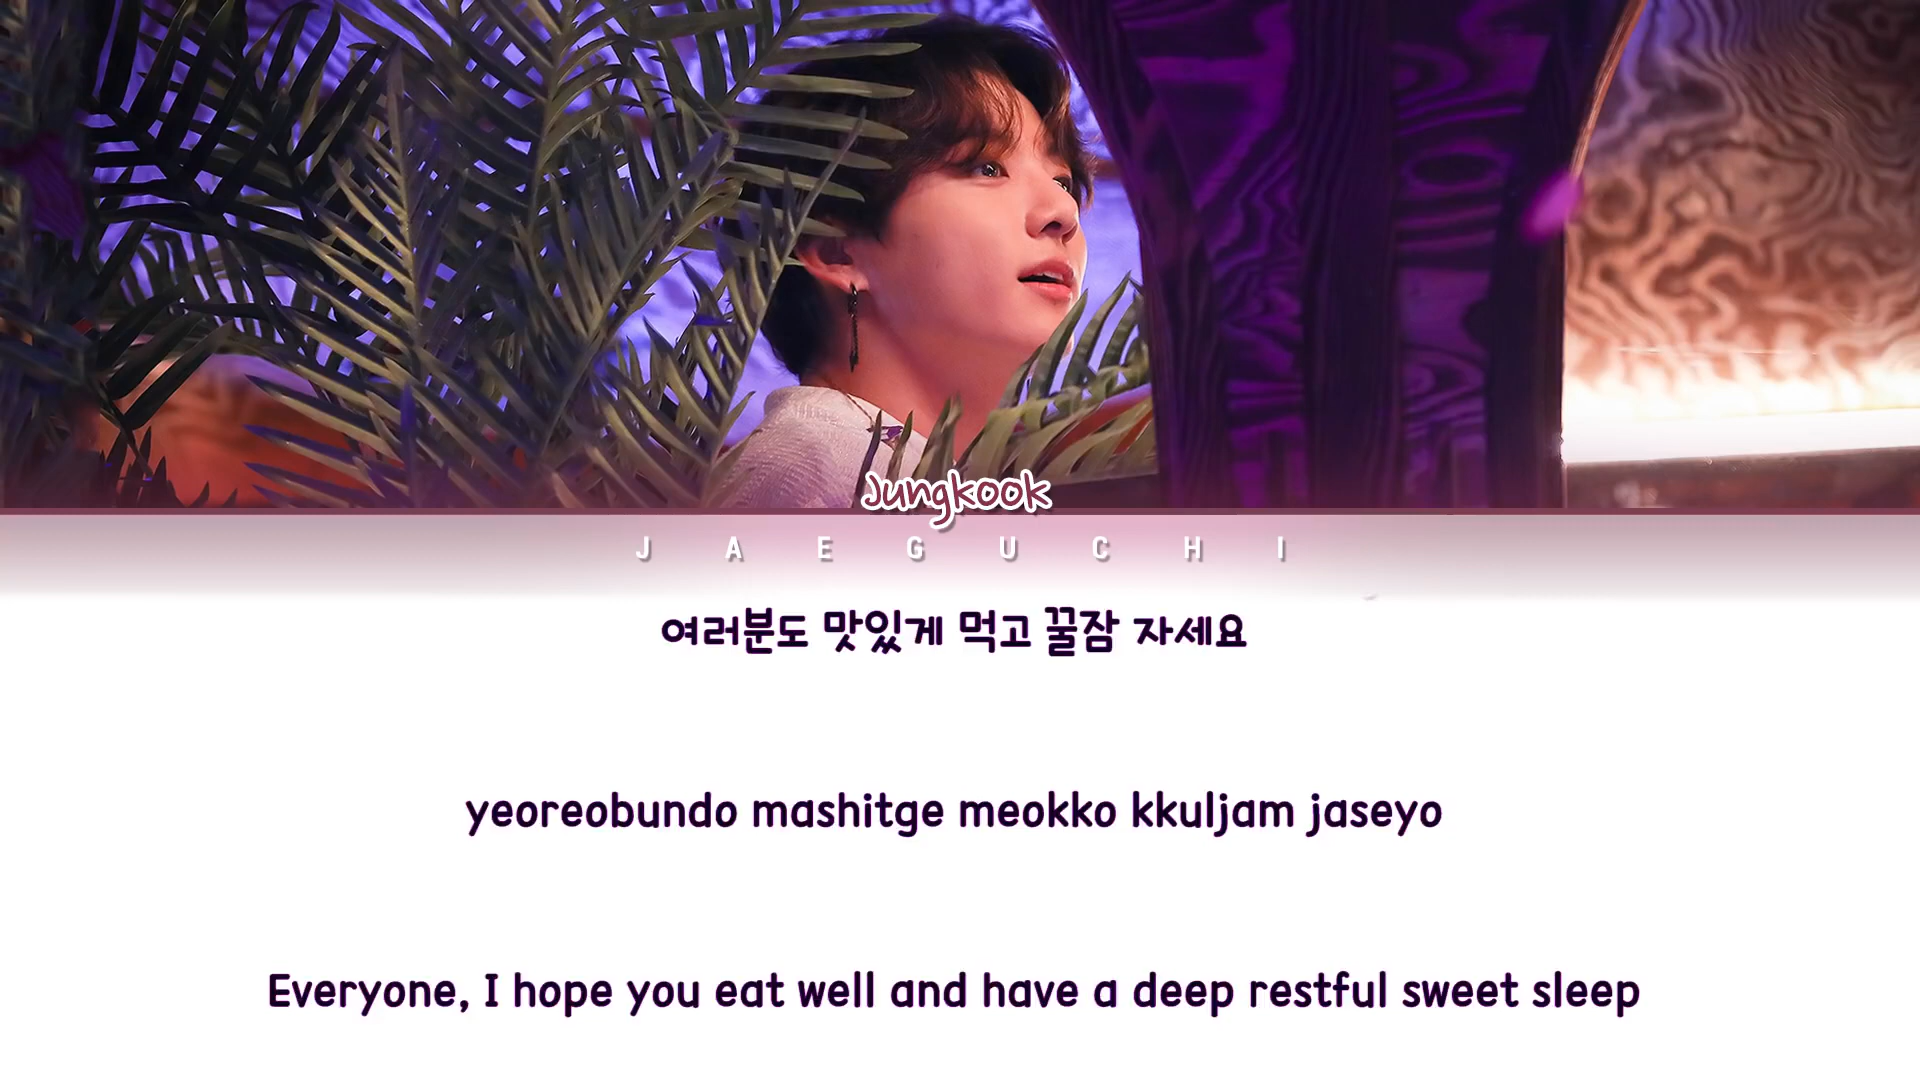 Jungkook
JAEGUCHI
여러분도 맛있게 먹고 꿀잠 자세요
yeoreobundo mashitge meokko kkuljam jaseyo
Everyone, I hope you eat well and have a deep restful sweet sleep